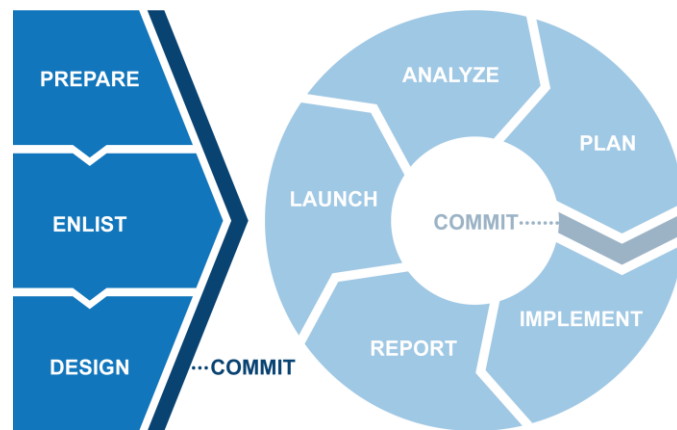 PREPARE
ENLIST
DESIGN
COMMIT
ANALYZE
PLAN
LAUNCH
COMMIT
IMPLEMENT
REPORT